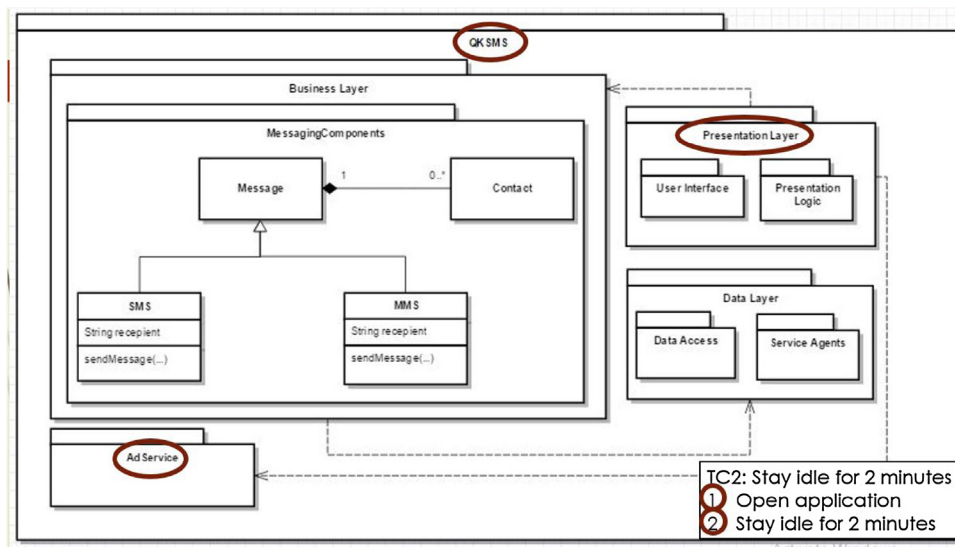 QKSMS
Business Layer
MessagingComponents
Message
1
0..*
Contact
SMS
String recepient
sendMessage(...)
MMS
String recepient
sendMessage(...)
Presentation Layer
User Interface
Presentation
Logic
Data Layer
Data Access
Service Agents
Ad Service
TC2: Stay idle for 2 minutes
1 Open application
2 Stay idle for 2 minutes